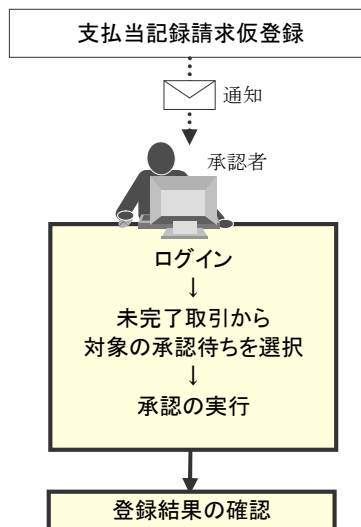 支払当記録請求仮登録
通知
承認者
ログイン
↓
未完了取引から
対象の承認待ちを選択
↓
承認の実行
登録結果の確認